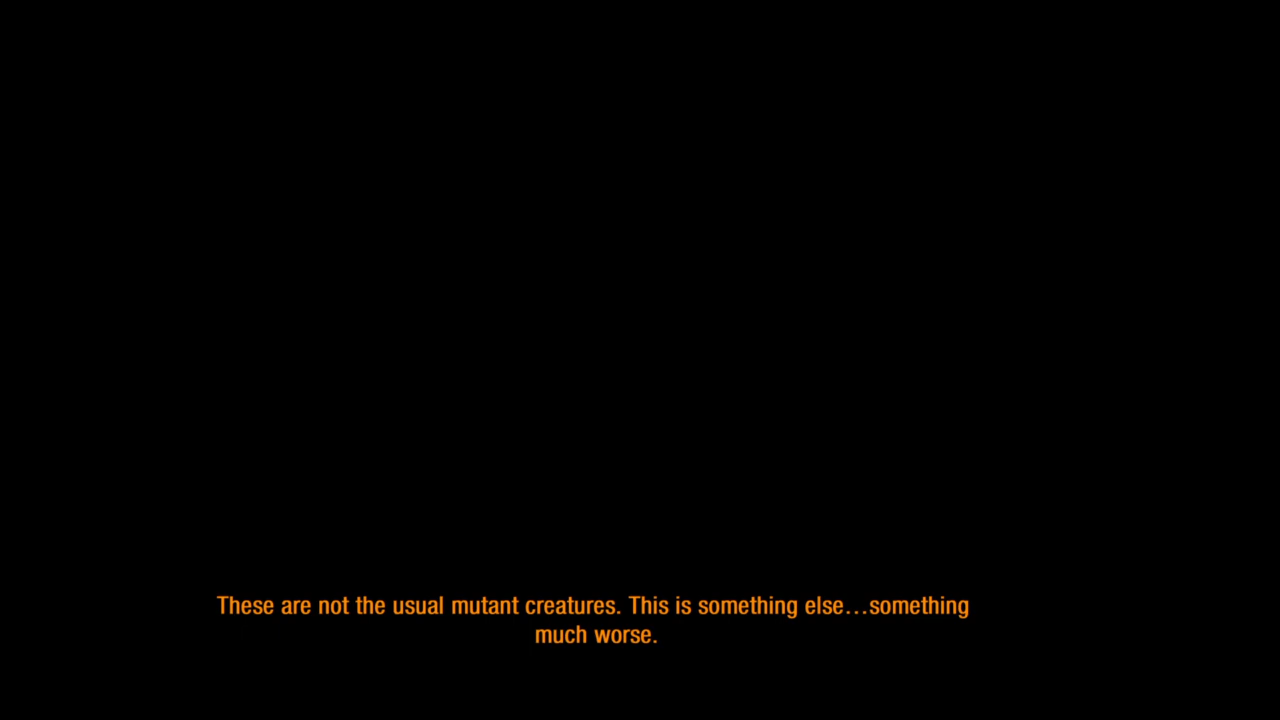 These are not the usual mutant creatures. This is something else…something
much worse.